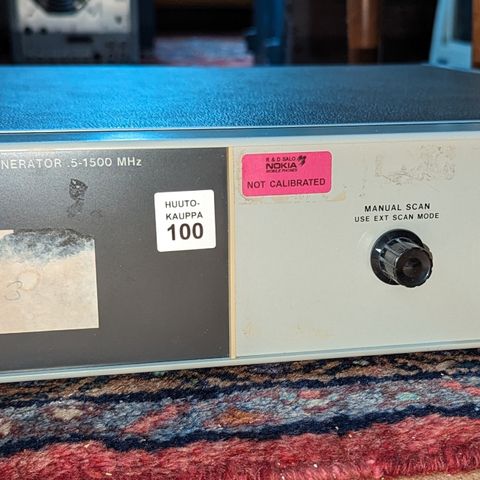 NERATOR .5-1500 MHz
HUUTO-
KAUPPA
100
R & D SALO
NOKIA
MOBILE PHONES
NOT CALIBRATED
MANUAL SCAN
USE EXT SCAN MODE
3